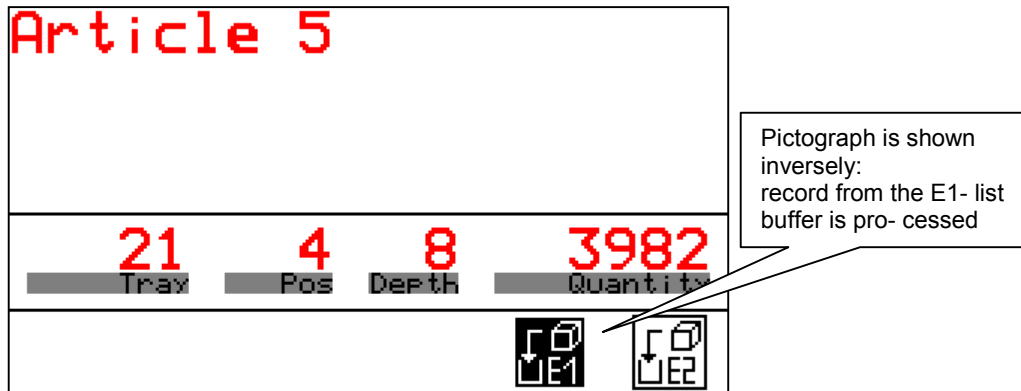 Article 5
Pictograph is shown
inversely:
record from the E1- list
buffer is pro- cessed
21 4 8 3982
Tray Pos Depth Quantity
E1 E2